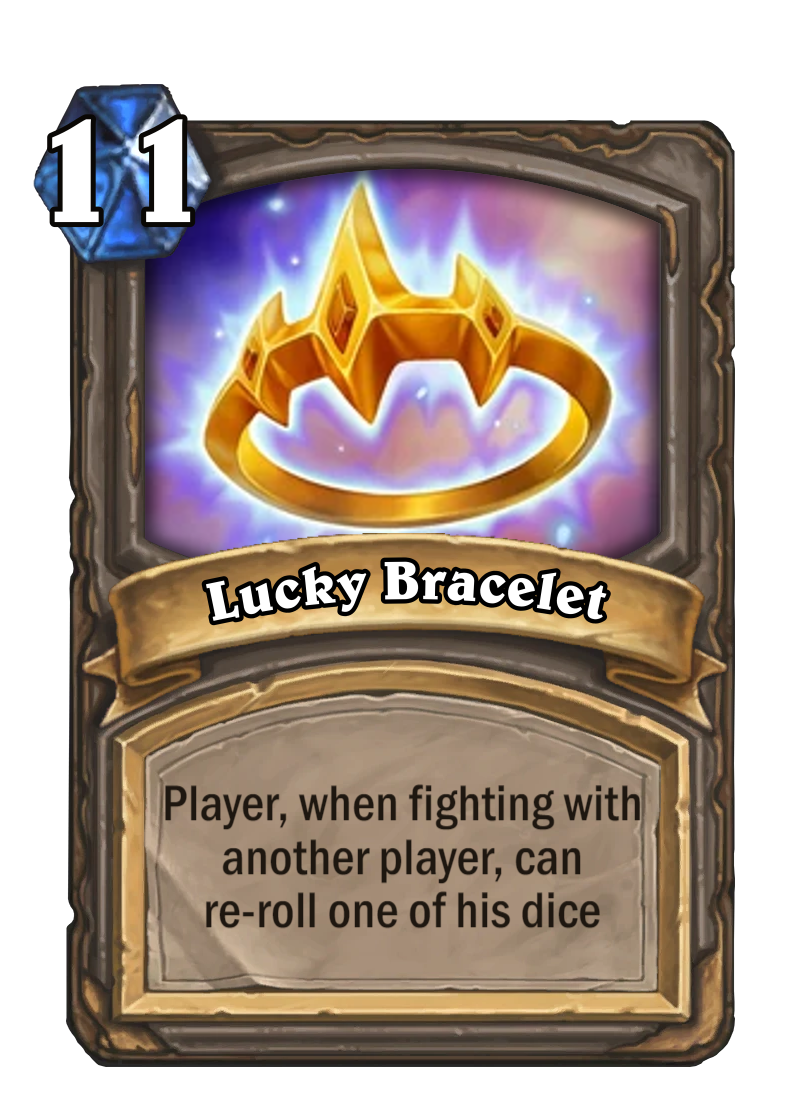 11
Lucky Bracelet
Player, when fighting with
another player, can
re-roll one of his dice